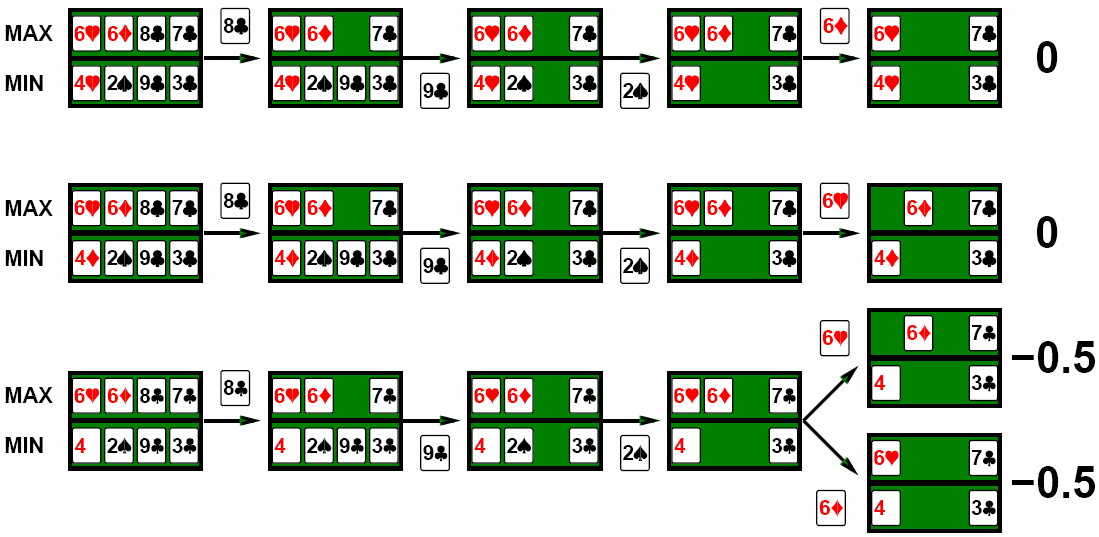 MAX 6♥ 6♦ 8♣ 7♣ 8♣ 6♥ 6♦ 7♣ 6♥ 6♦ 7♣ 6♥ 6♦ 7♣ 6♦ 6♥ 7♣ 0
MIN 4♥ 2♠ 9♣ 3♣ 4♥ 2♠ 9♣ 3♣ 9♣ 4♥ 2♠ 3♣ 2♠ 4♥ 3♣ 4♥ 3♣
MAX 6♥ 6♦ 8♣ 7♣ 8♣ 6♥ 6♦ 7♣ 6♥ 6♦ 7♣ 6♥ 6♦ 7♣ 6♥ 6♦ 7♣ 0
MIN 4♦ 2♠ 9♣ 3♣ 4♦ 2♠ 9♣ 3♣ 9♣ 4♦ 2♠ 3♣ 2♠ 4♦ 3♣ 4♦ 3♣
6♥ 6♦ 7♣ −0.5
4 3♣
MAX 6♥ 6♦ 8♣ 7♣ 8♣ 6♥ 6♦ 7♣ 6♥ 6♦ 7♣ 6♥ 6♦ 7♣
MIN 4 2♠ 9♣ 3♣ 4 2♠ 9♣ 3♣ 9♣ 4 2♠ 3♣ 2♠ 4 3♣
6♥ 7♣ −0.5
6♦ 4 3♣